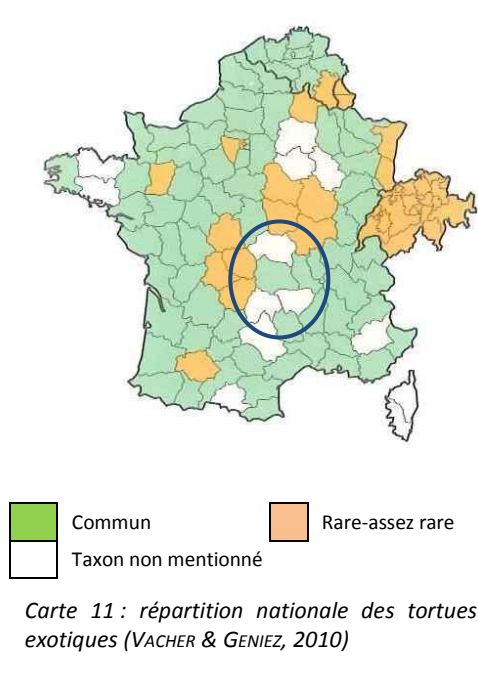 Commun
Rare-assez rare
Taxon non mentionné
Carte 11 : répartition nationale des tortues
exotiques (VACHER & GENIEZ, 2010)